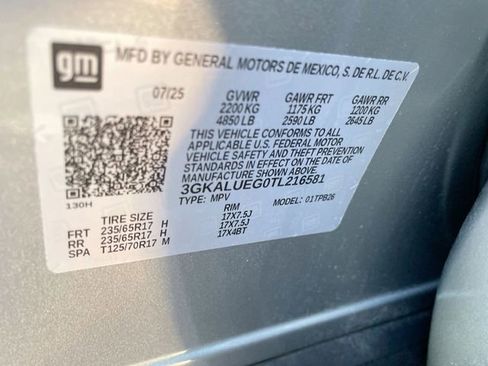 gm
MFD BY GENERAL MOTORS DE MEXICO, S. DE R.L. DE C.V.
07/25 GVWR GAWR FRT GAWR RR
2200 KG 1175 KG 1200 KG
4850 LB 2590 LB 2645 LB
THIS VEHICLE CONFORMS TO ALL
APPLICABLE U.S. FEDERAL MOTOR
VEHICLE SAFETY AND THEFT PREVENTION
STANDARDS IN EFFECT ON THE DATE OF
MANUFACTURE SHOWN ABOVE.
3GKALUEG0TL216581
130H TYPE: MPV MODEL: 01TPB26
TIRE SIZE RIM
FRT 235/65R17 H 17X7.5J
RR 235/65R17 H 17X7.5J
SPA T125/70R17 M 17X4BT